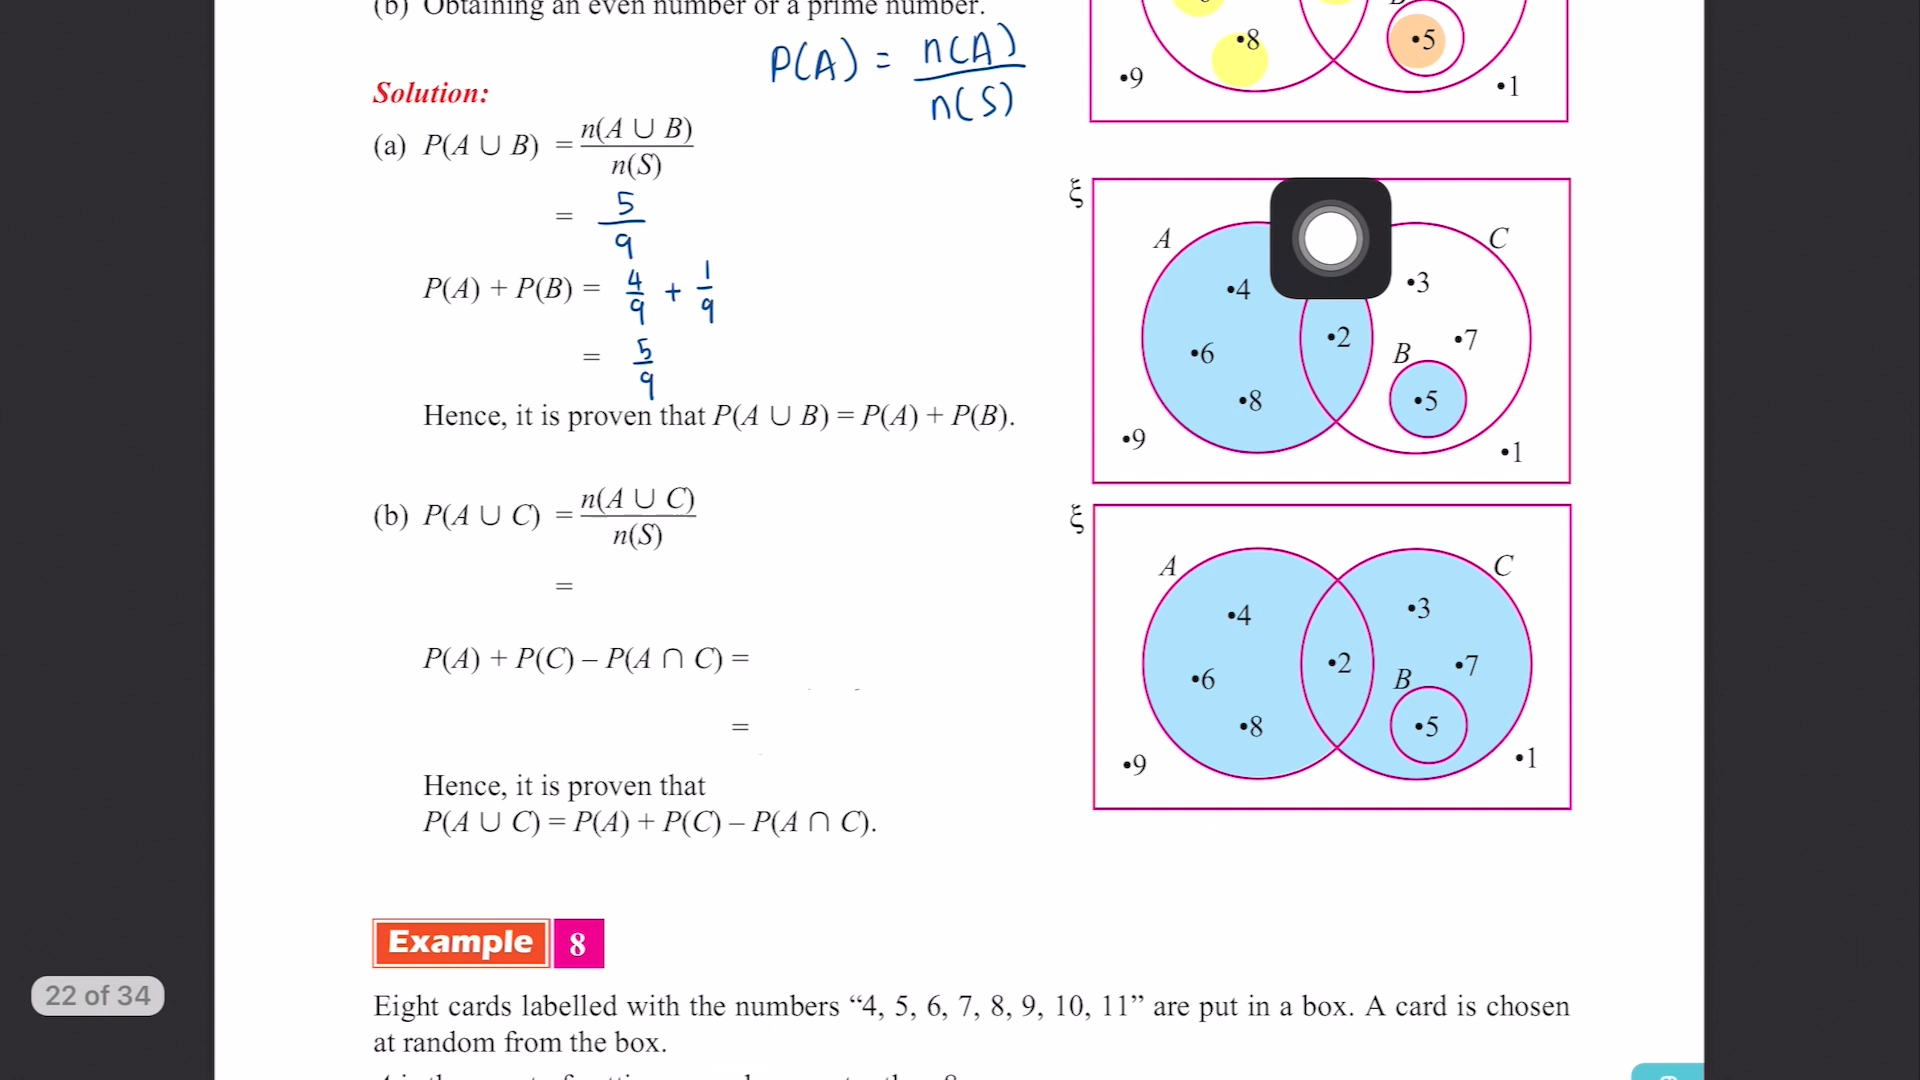 (b) Obtaining an even number or a prime number.
P(A) = n(A) / n(S)
Solution:
(a) P(A ∪ B) = n(A ∪ B) / n(S)
= 5/9
P(A) + P(B) = 4/9 + 1/9
= 5/9
Hence, it is proven that P(A ∪ B) = P(A) + P(B).
(b) P(A ∪ C) = n(A ∪ C) / n(S)
=
P(A) + P(C) – P(A ∩ C) =
=
Hence, it is proven that
P(A ∪ C) = P(A) + P(C) – P(A ∩ C).
•8
•5
•9
•1
ξ
A
C
•4
•3
•2
•7
•6
B
•8
•5
•9
•1
ξ
A
C
•4
•3
•2
•7
•6
B
•8
•5
•9
•1
Example 8
22 of 34
Eight cards labelled with the numbers “4, 5, 6, 7, 8, 9, 10, 11” are put in a box. A card is chosen
at random from the box.